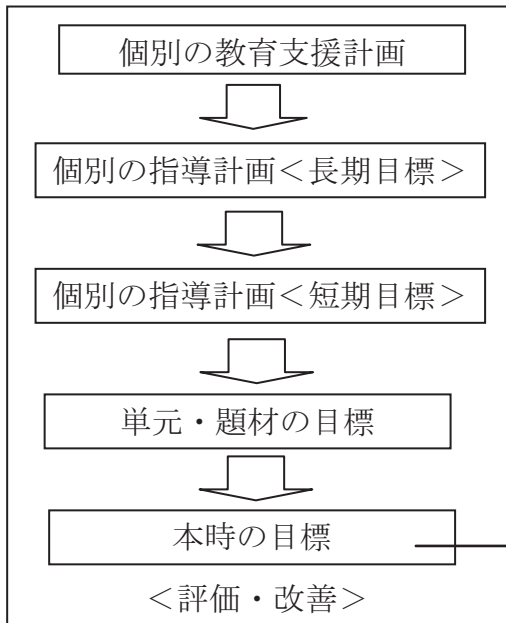 個別の教育支援計画
個別の指導計画＜長期目標＞
個別の指導計画＜短期目標＞
単元・題材の目標
本時の目標
＜評価・改善＞